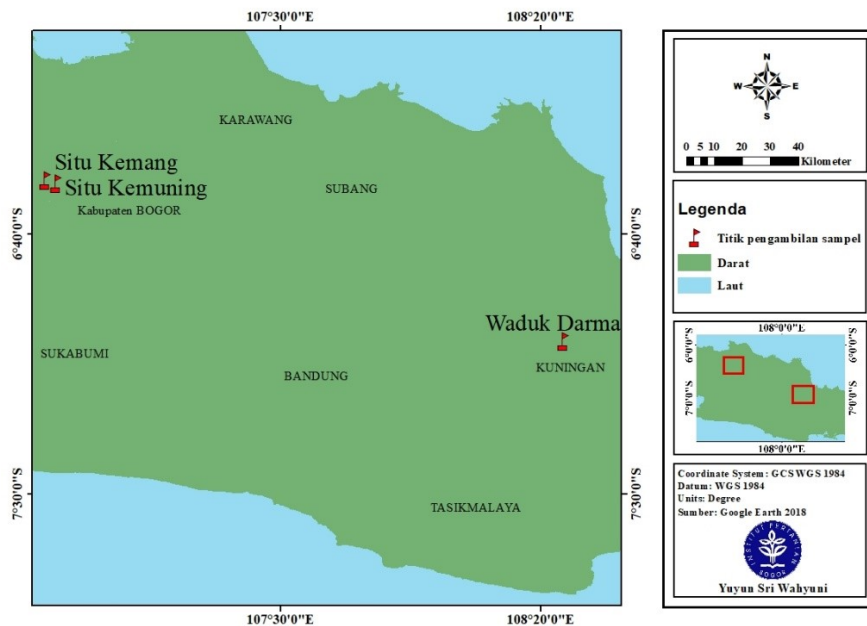 107°30'0"E
108°20'0"E
KARAWANG
Situ Kemang
Situ Kemuning
Kabupaten BOGOR
SUBANG
6°40'0"S
6°40'0"S
Waduk Darma
SUKABUMI
BANDUNG
KUNINGAN
7°30'0"S
7°30'0"S
TASIKMALAYA
107°30'0"E
108°20'0"E
N
W
E
S
0 5 10 20 30 40
Kilometer
Legenda
Titik pengambilan sampel
Darat
Laut
108°0'0"E
6°0'0"S
6°0'0"S
7°0'0"S
7°0'0"S
108°0'0"E
Coordinate System : GCS WGS 1984
Datum: WGS 1984
Units: Degree
Sumber: Google Earth 2018
INSTITUT PERTANIAN
BOGOR
Yuyun Sri Wahyuni